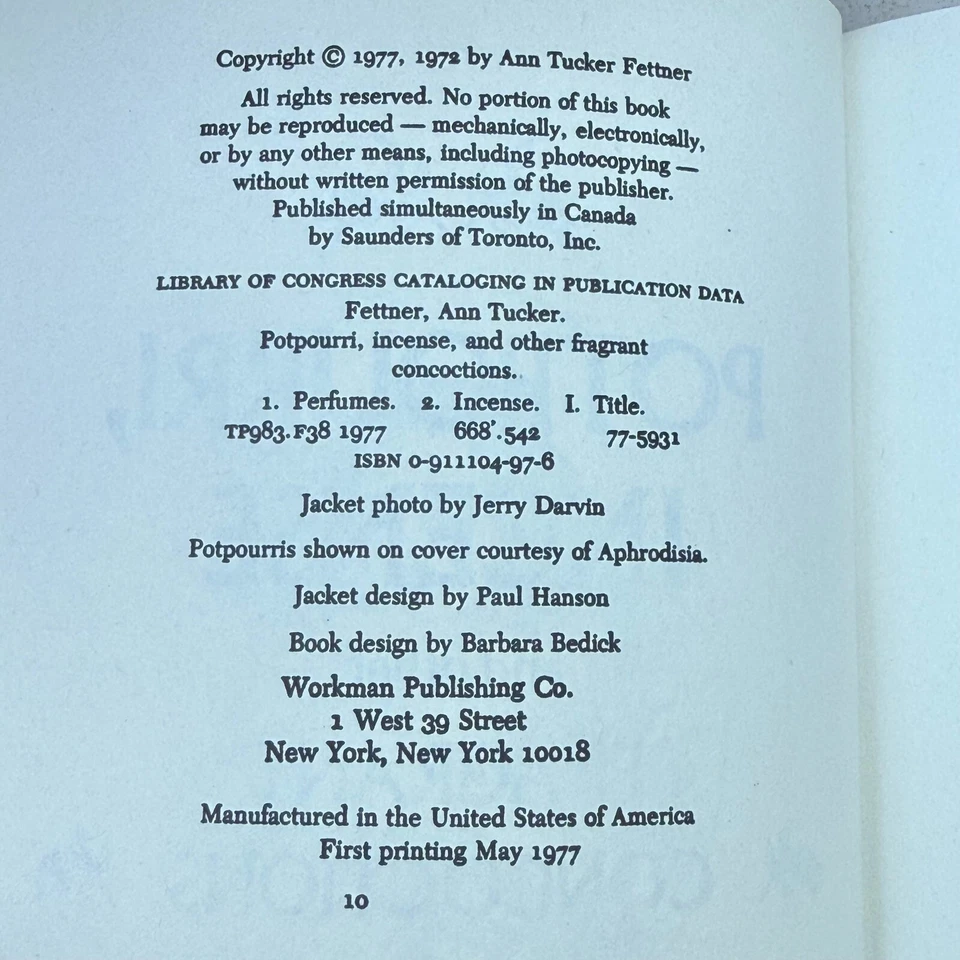 Copyright © 1977, 1972 by Ann Tucker Fettner
All rights reserved. No portion of this book
may be reproduced — mechanically, electronically,
or by any other means, including photocopying —
without written permission of the publisher.
Published simultaneously in Canada
by Saunders of Toronto, Inc.
LIBRARY OF CONGRESS CATALOGING IN PUBLICATION DATA
Fettner, Ann Tucker.
Potpourri, incense, and other fragrant
concoctions.
1. Perfumes. 2. Incense. I. Title.
TP983.F38 1977 668'.542 77-5931
ISBN 0-911104-97-6
Jacket photo by Jerry Darvin
Potpourris shown on cover courtesy of Aphrodisia.
Jacket design by Paul Hanson
Book design by Barbara Bedick
Workman Publishing Co.
1 West 39 Street
New York, New York 10018
Manufactured in the United States of America
First printing May 1977
10